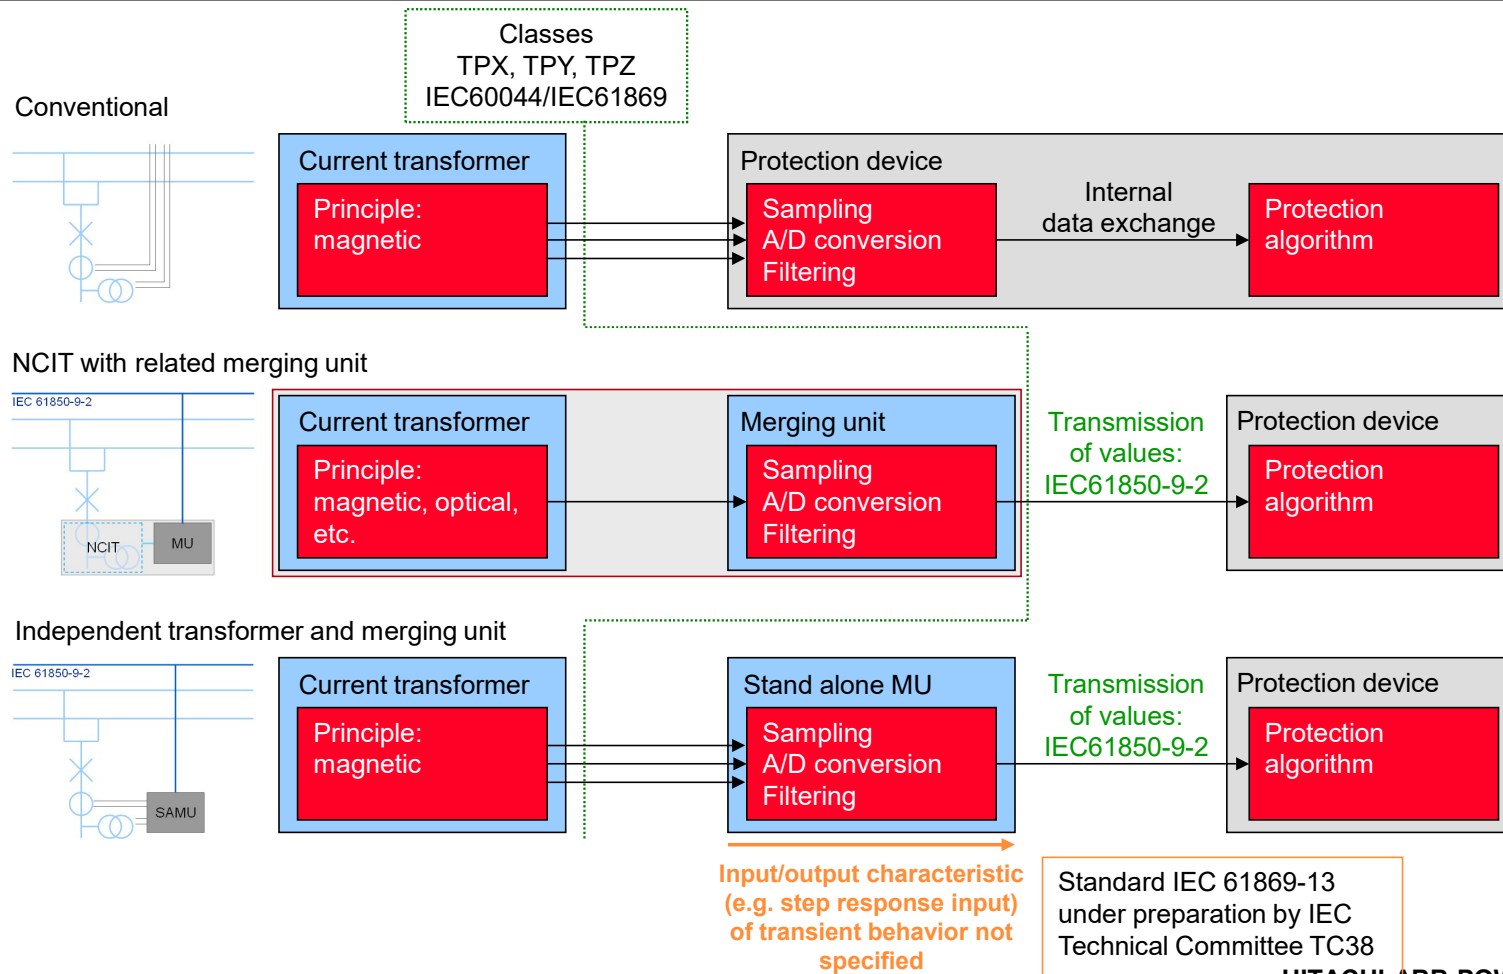 Classes
TPX, TPY, TPZ
IEC60044/IEC61869
Conventional
Current transformer
Principle:
magnetic
Protection device
Sampling
A/D conversion
Filtering
Internal
data exchange
Protection
algorithm
NCIT with related merging unit
IEC 61850-9-2
NCIT
MU
Current transformer
Principle:
magnetic, optical,
etc.
Merging unit
Sampling
A/D conversion
Filtering
Transmission
of values:
IEC61850-9-2
Protection device
Protection
algorithm
Independent transformer and merging unit
IEC 61850-9-2
SAMU
Current transformer
Principle:
magnetic
Stand alone MU
Sampling
A/D conversion
Filtering
Transmission
of values:
IEC61850-9-2
Protection device
Protection
algorithm
Input/output characteristic
(e.g. step response input)
of transient behavior not
specified
Standard IEC 61869-13
under preparation by IEC
Technical Committee TC38